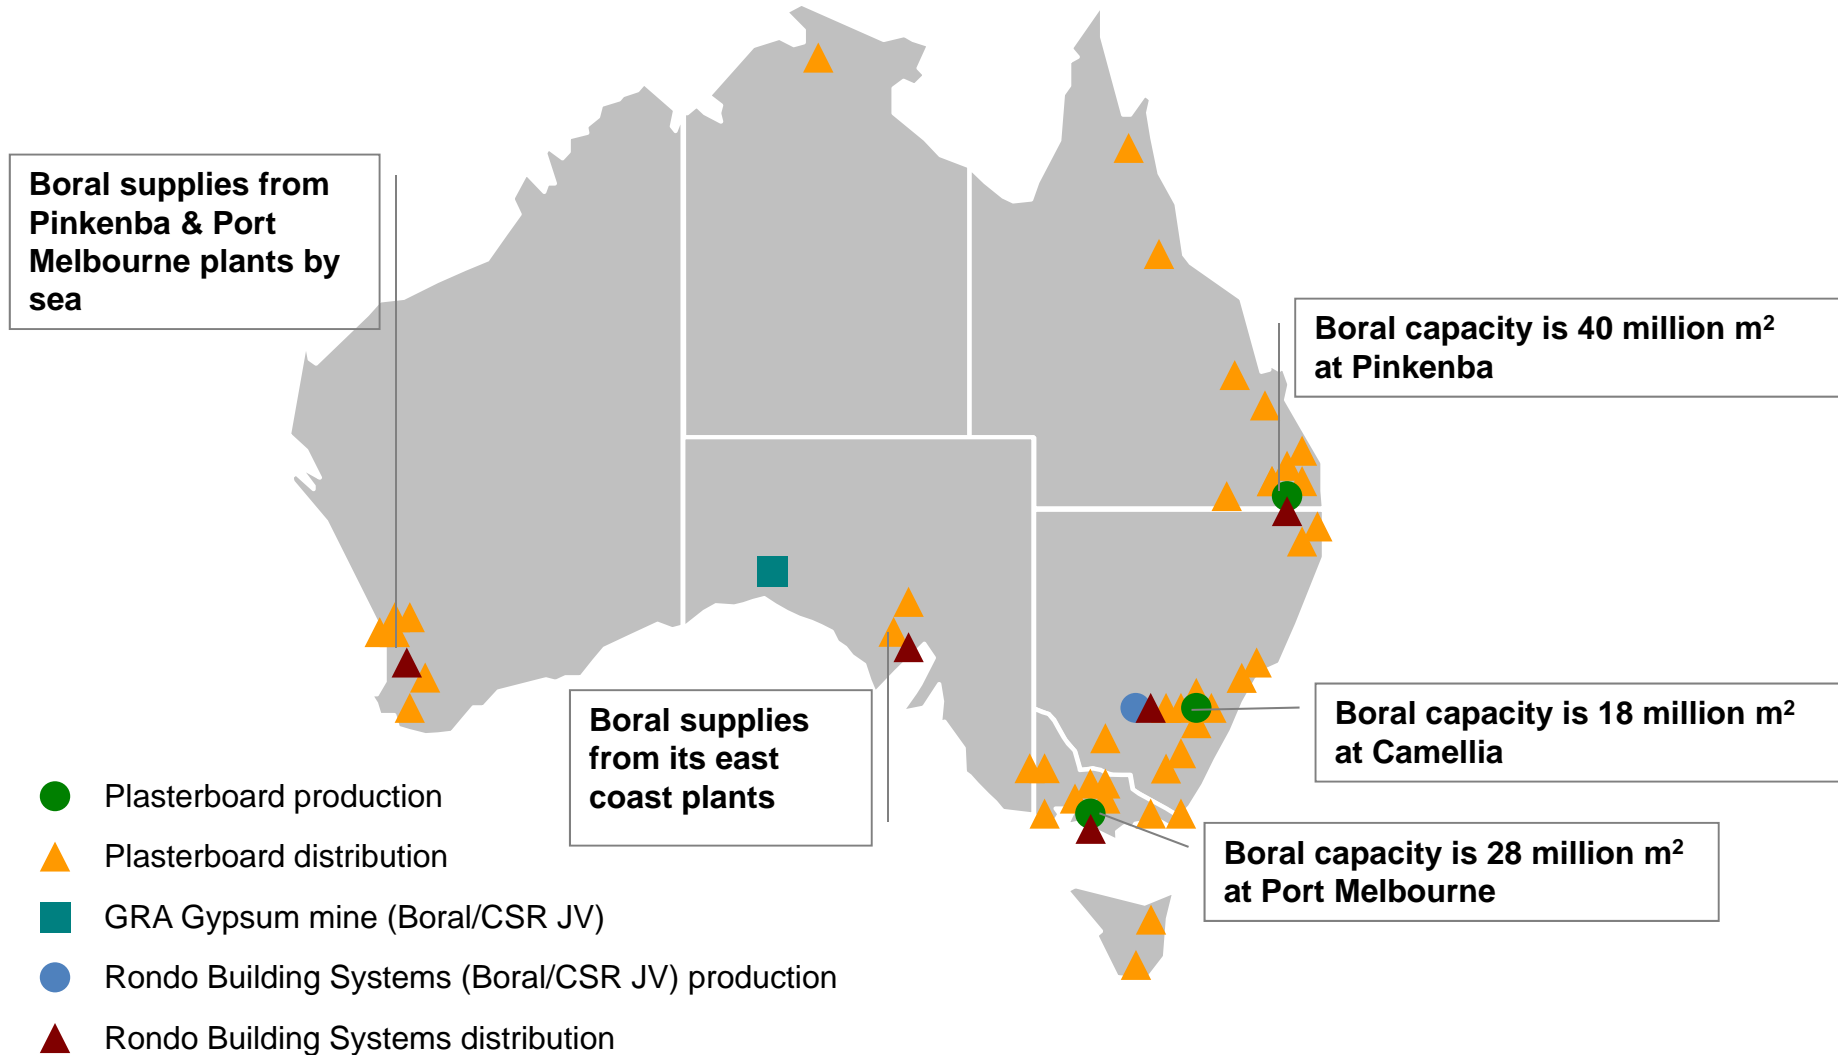 Boral supplies from
Pinkenba & Port
Melbourne plants by
sea
Boral capacity is 40 million m²
at Pinkenba
Boral supplies
from its east
coast plants
Boral capacity is 18 million m²
at Camellia
Boral capacity is 28 million m²
at Port Melbourne
Plasterboard production
Plasterboard distribution
GRA Gypsum mine (Boral/CSR JV)
Rondo Building Systems (Boral/CSR JV) production
Rondo Building Systems distribution